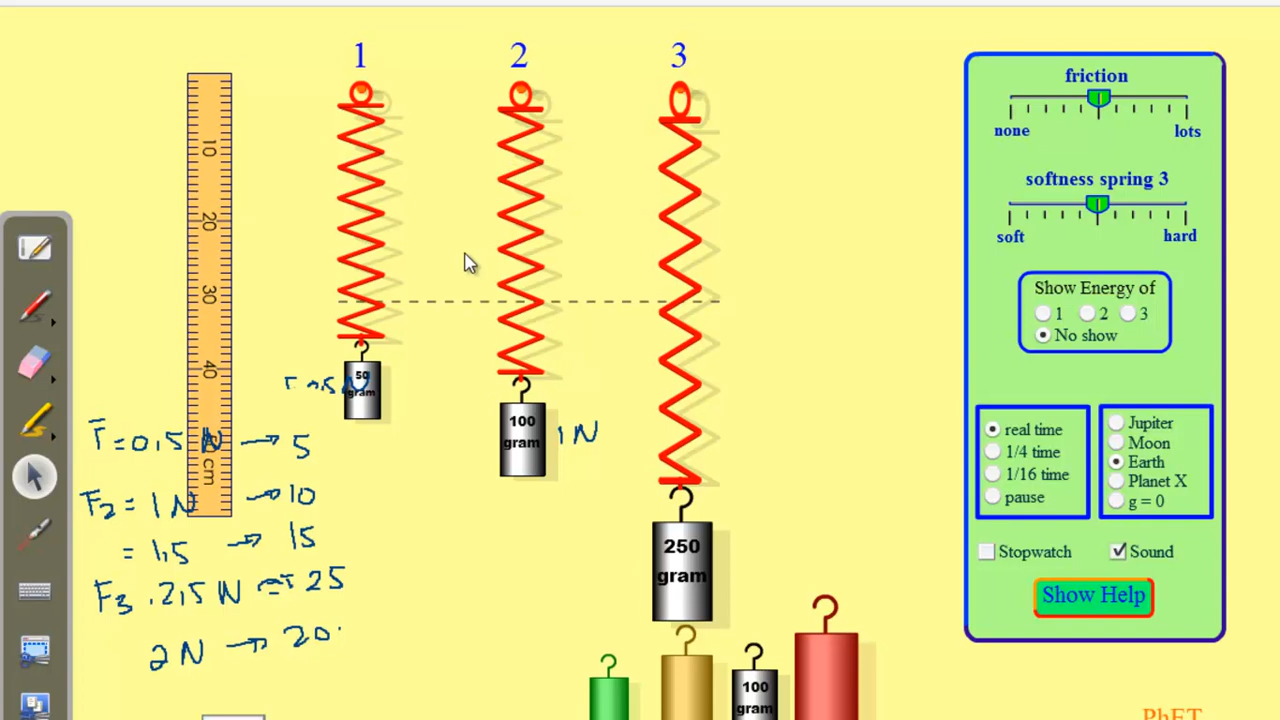 1 2 3
10
20
30
40
cm
50
gram
100
gram
250
gram
100
gram
1N
F=0.5 N → 5
F2 = 1 N → 10
= 1.5 → 15
F3 . 2.5 N => 25
2 N → 20
friction
none lots
softness spring 3
soft hard
Show Energy of
1 2 3
No show
real time
1/4 time
1/16 time
pause
Jupiter
Moon
Earth
Planet X
g = 0
Stopwatch Sound
Show Help
PhET